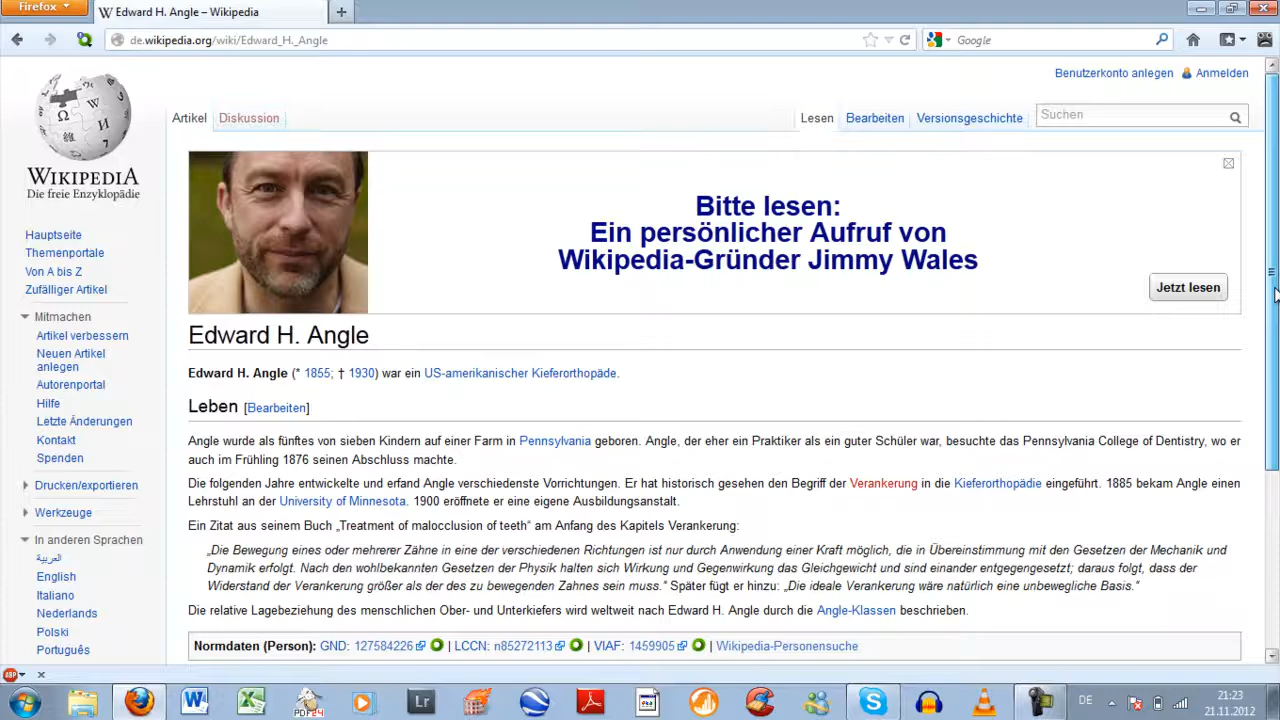 Firefox
Edward H. Angle – Wikipedia
de.wikipedia.org/wiki/Edward_H._Angle
Google
Benutzerkonto anlegen
Anmelden
Artikel
Diskussion
Lesen
Bearbeiten
Versionsgeschichte
Suchen
WIKIPEDIA
Die freie Enzyklopädie
Hauptseite
Themenportale
Von A bis Z
Zufälliger Artikel
Mitmachen
Artikel verbessern
Neuen Artikel
anlegen
Autorenportal
Hilfe
Letzte Änderungen
Kontakt
Spenden
Drucken/exportieren
Werkzeuge
In anderen Sprachen
العربية
English
Italiano
Nederlands
Polski
Português
Bitte lesen:
Ein persönlicher Aufruf von
Wikipedia-Gründer Jimmy Wales
Jetzt lesen
Edward H. Angle
Edward H. Angle (* 1855; † 1930) war ein US-amerikanischer Kieferorthopäde.
Leben [Bearbeiten]
Angle wurde als fünftes von sieben Kindern auf einer Farm in Pennsylvania geboren. Angle, der eher ein Praktiker als ein guter Schüler war, besuchte das Pennsylvania College of Dentistry, wo er
auch im Frühling 1876 seinen Abschluss machte.
Die folgenden Jahre entwickelte und erfand Angle verschiedenste Vorrichtungen. Er hat historisch gesehen den Begriff der Verankerung in die Kieferorthopädie eingeführt. 1885 bekam Angle einen
Lehrstuhl an der University of Minnesota. 1900 eröffnete er eine eigene Ausbildungsanstalt.
Ein Zitat aus seinem Buch „Treatment of malocclusion of teeth“ am Anfang des Kapitels Verankerung:
„Die Bewegung eines oder mehrerer Zähne in eine der verschiedenen Richtungen ist nur durch Anwendung einer Kraft möglich, die in Übereinstimmung mit den Gesetzen der Mechanik und
Dynamik erfolgt. Nach den wohlbekannten Gesetzen der Physik halten sich Wirkung und Gegenwirkung das Gleichgewicht und sind einander entgegengesetzt; daraus folgt, dass der
Widerstand der Verankerung größer als der des zu bewegenden Zahnes sein muss.“ Später fügt er hinzu: „Die ideale Verankerung wäre natürlich eine unbewegliche Basis.“
Die relative Lagebeziehung des menschlichen Ober- und Unterkiefers wird weltweit nach Edward H. Angle durch die Angle-Klassen beschrieben.
Normdaten (Person): GND: 127584226 | LCCN: n85272113 | VIAF: 1459905 | Wikipedia-Personensuche
ABP
PDF24
Lr
DE
21:23
21.11.2012